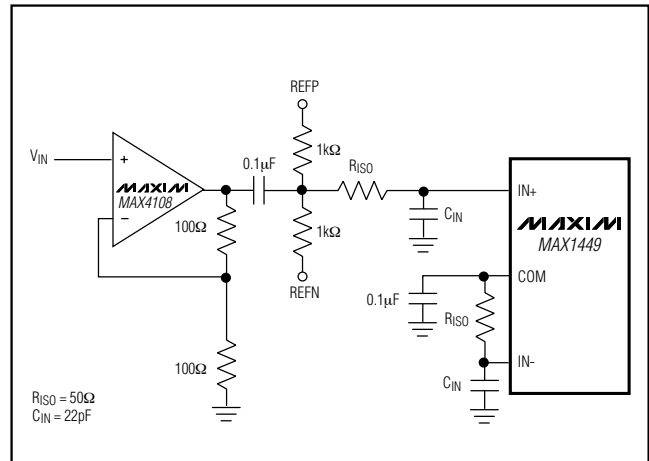 REFP
V_IN
+
MAXIM
MAX4108
−
0.1µF
1kΩ
R_ISO
100Ω
1kΩ
REFN
C_IN
IN+
MAXIM
MAX1449
COM
0.1µF
R_ISO
IN-
C_IN
100Ω
R_ISO = 50Ω
C_IN = 22pF